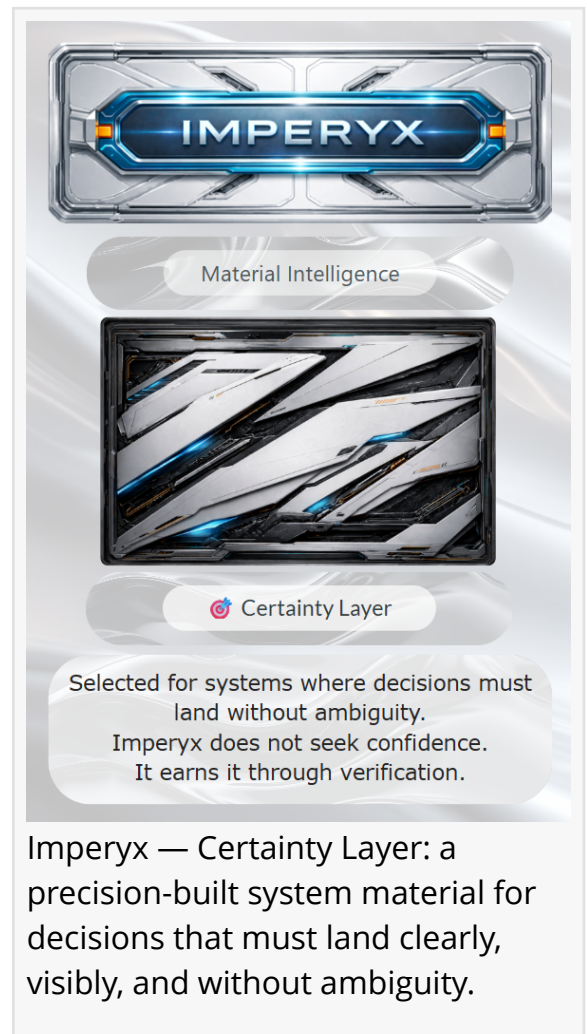 IMPERYX
Material Intelligence
🎯 Certainty Layer
Selected for systems where decisions must
land without ambiguity.
Imperyx does not seek confidence.
It earns it through verification.
Imperyx — Certainty Layer: a
precision-built system material for
decisions that must land clearly,
visibly, and without ambiguity.